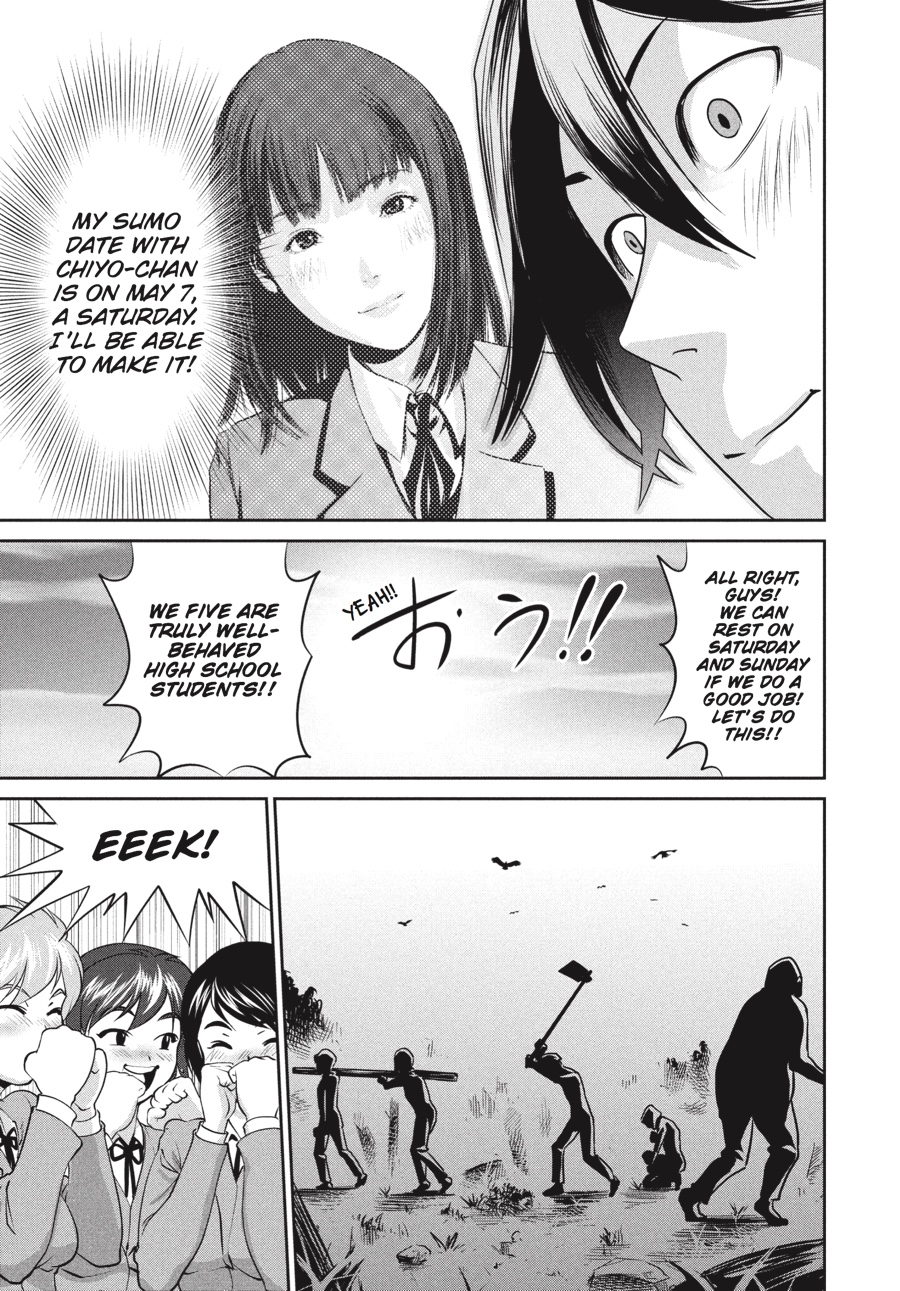 MY SUMO
DATE WITH
CHIYO-CHAN
IS ON MAY 7,
A SATURDAY.
I'LL BE ABLE
TO MAKE IT!
ALL RIGHT,
GUYS!
WE CAN
REST ON
SATURDAY
AND SUNDAY
IF WE DO A
GOOD JOB!
LET'S DO
THIS!!
YEAH!!
おう!!
WE FIVE ARE
TRULY WELL-
BEHAVED
HIGH SCHOOL
STUDENTS!!
EEEK!